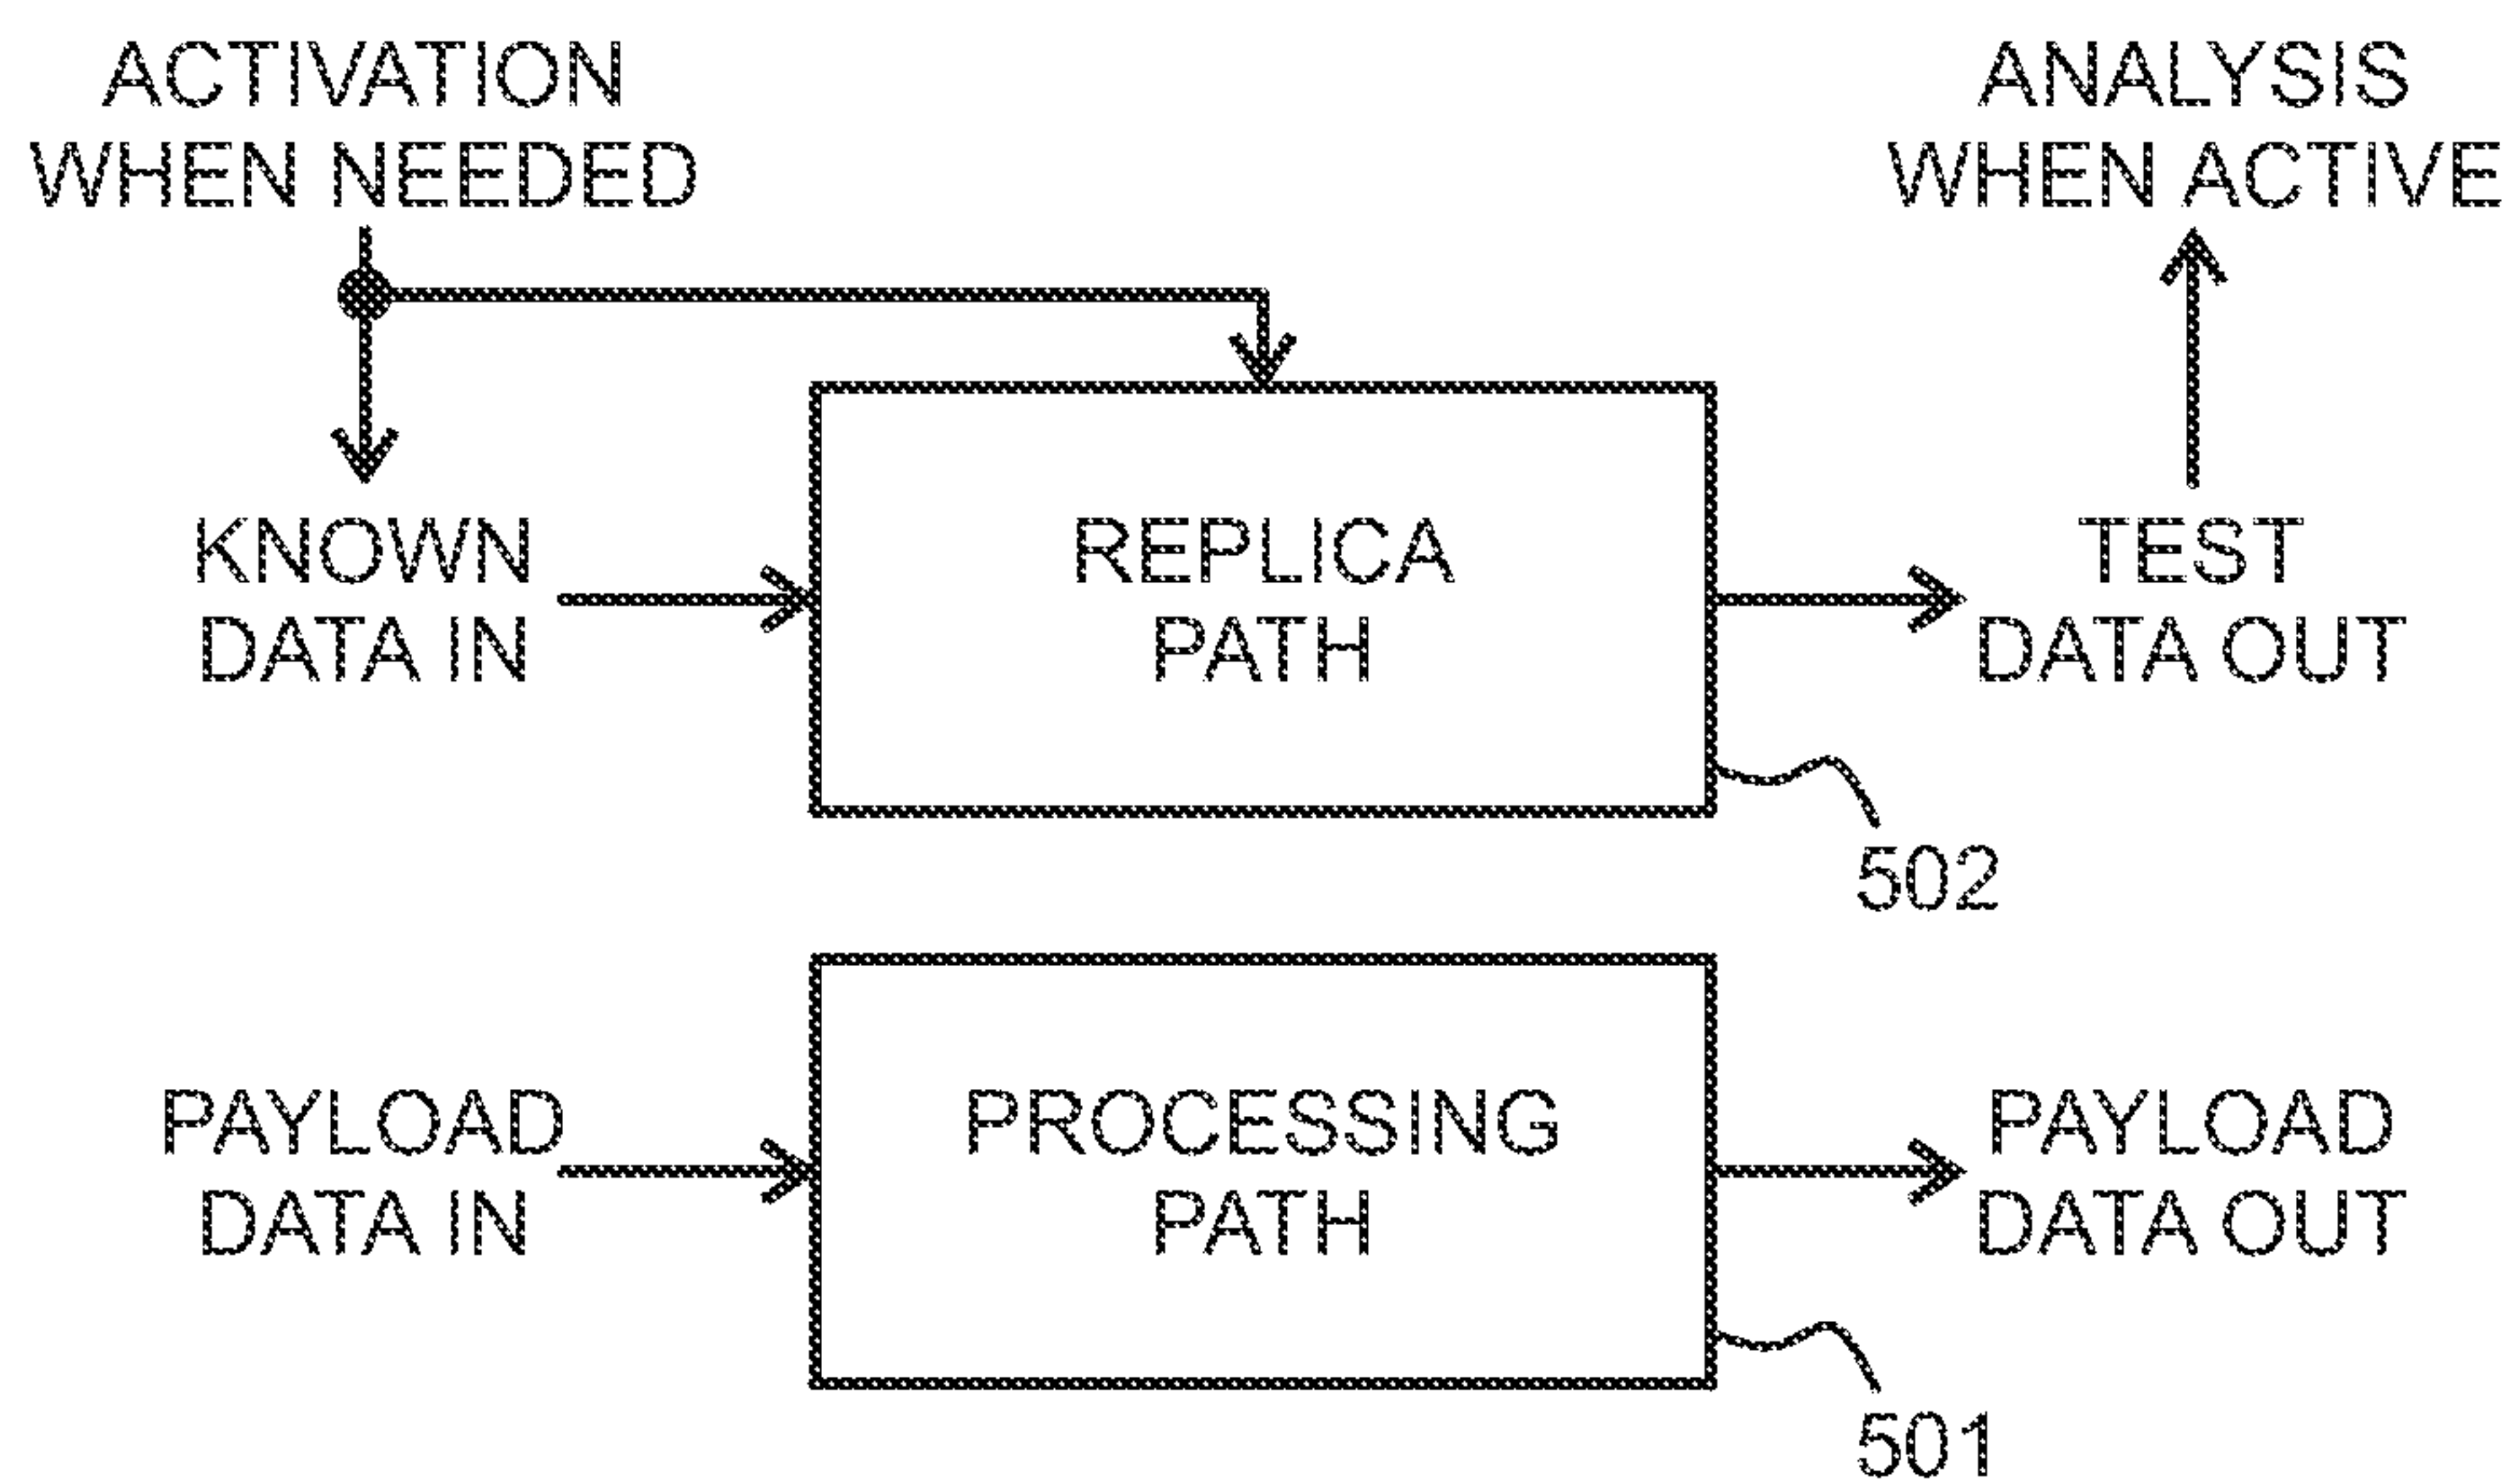 ACTIVATION
WHEN NEEDED
ANALYSIS
WHEN ACTIVE
KNOWN
DATA IN
REPLICA
PATH
TEST
DATA OUT
502
PAYLOAD
DATA IN
PROCESSING
PATH
PAYLOAD
DATA OUT
501